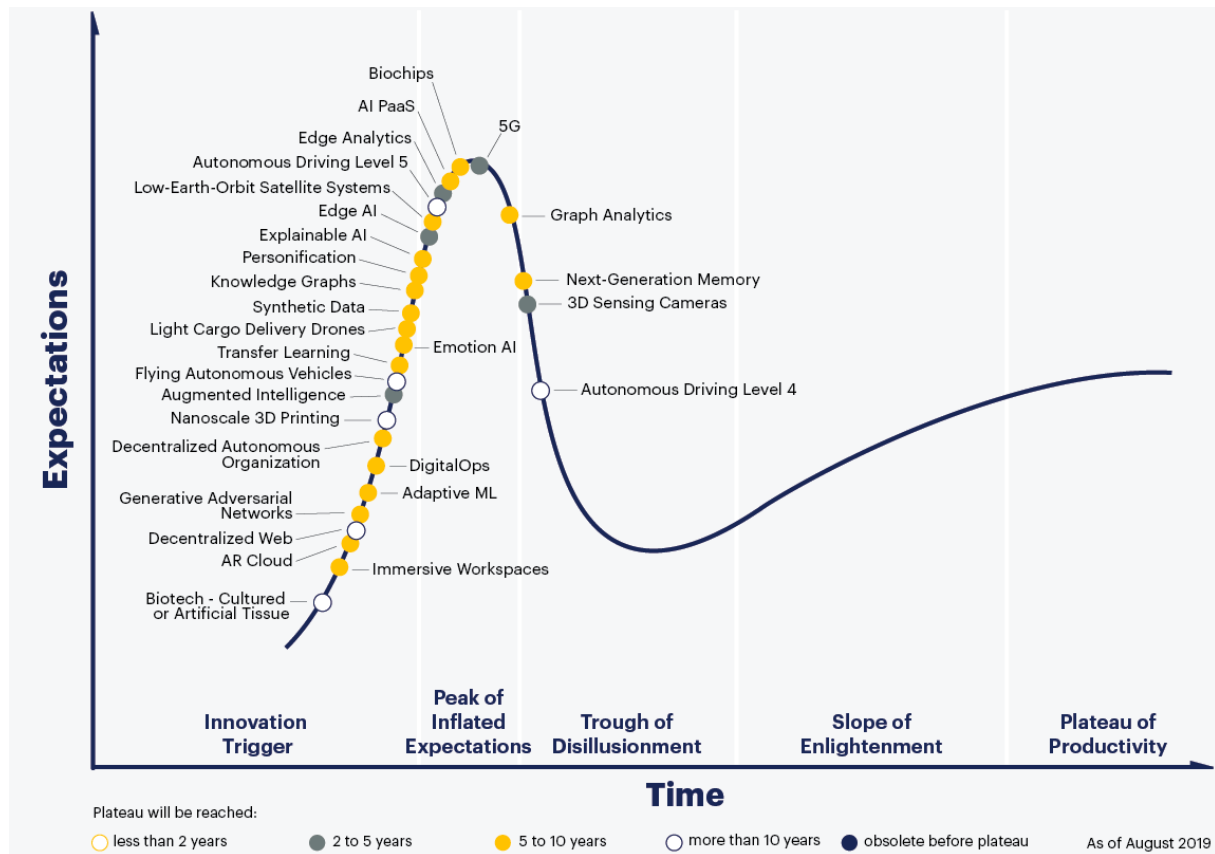 Biochips
AI PaaS
5G
Edge Analytics
Autonomous Driving Level 5
Low-Earth-Orbit Satellite Systems
Edge AI
Graph Analytics
Explainable AI
Personification
Next-Generation Memory
Knowledge Graphs
3D Sensing Cameras
Synthetic Data
Light Cargo Delivery Drones
Emotion AI
Transfer Learning
Flying Autonomous Vehicles
Autonomous Driving Level 4
Augmented Intelligence
Nanoscale 3D Printing
Decentralized Autonomous
Organization
DigitalOps
Adaptive ML
Generative Adversarial
Networks
Decentralized Web
AR Cloud
Immersive Workspaces
Biotech - Cultured
or Artificial Tissue
Expectations
Innovation
Trigger
Peak of
Inflated
Expectations
Trough of
Disillusionment
Slope of
Enlightenment
Plateau of
Productivity
Time
Plateau will be reached:
less than 2 years
2 to 5 years
5 to 10 years
more than 10 years
obsolete before plateau
As of August 2019